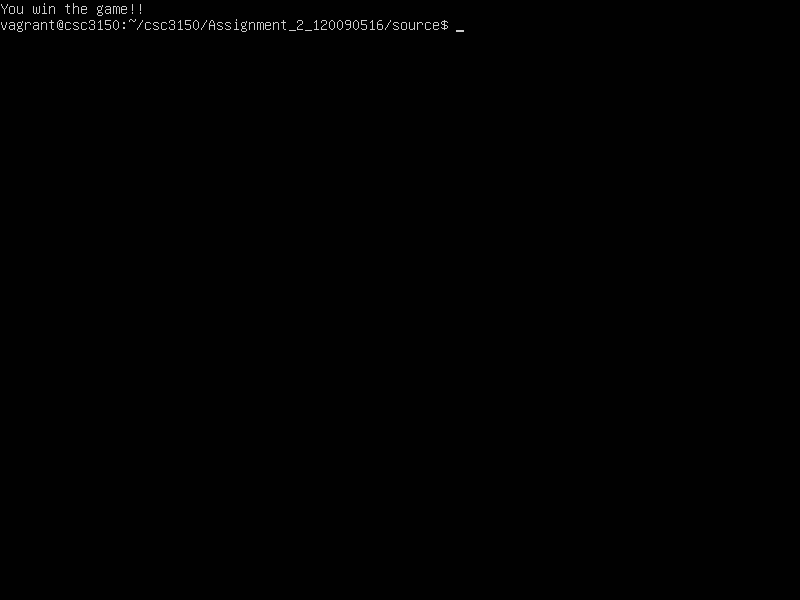 You win the game!!
vagrant@csc3150:~/csc3150/Assignment_2_120090516/source$ _